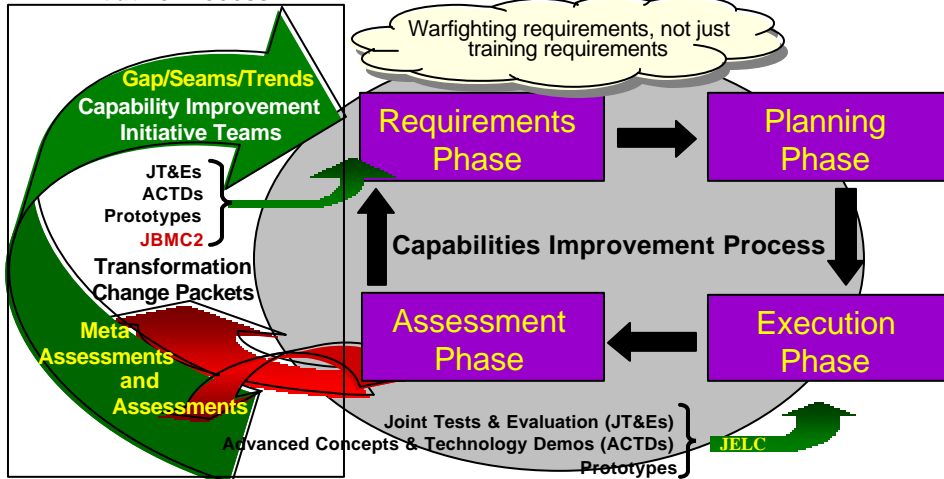 Warfighting requirements, not just
training requirements
Gap/Seams/Trends
Capability Improvement
Initiative Teams
Requirements
Phase
Planning
Phase
JT&Es
ACTDs
Prototypes
JBMC2
Capabilities Improvement Process
Transformation
Change Packets
Meta
Assessments
and
Assessments
Assessment
Phase
Execution
Phase
Joint Tests & Evaluation (JT&Es)
Advanced Concepts & Technology Demos (ACTDs)
Prototypes
JELC